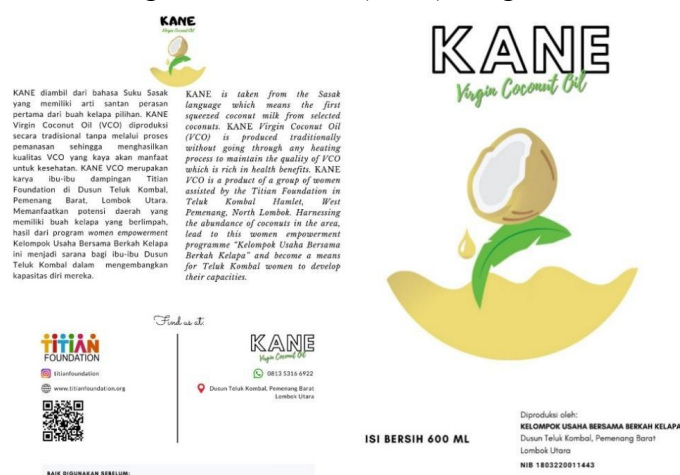 KANE
Virgin Coconut Oil
KANE diambil dari bahasa Suku Sasak
yang memiliki arti santan perasan
pertama dari buah kelapa pilihan. KANE
Virgin Coconut Oil (VCO) diproduksi
secara tradisional tanpa melalui proses
pemanasan sehingga menghasilkan
kualitas VCO yang kaya akan manfaat
untuk kesehatan. KANE VCO merupakan
karya ibu-ibu dampingan Titian
Foundation di Dusun Teluk Kombal,
Pemenang Barat, Lombok Utara.
Memanfaatkan potensi daerah yang
memiliki buah kelapa yang berlimpah,
hasil dari program women empowerment
Kelompok Usaha Bersama Berkah Kelapa
ini menjadi sarana bagi ibu-ibu Dusun
Teluk Kombal dalam mengembangkan
kapasitas diri mereka.
KANE is taken from the Sasak
language which means the first
squeezed coconut milk from selected
coconuts. KANE Virgin Coconut Oil
(VCO) is produced traditionally
without going through any heating
process to maintain the quality of VCO
which is rich in health benefits. KANE
VCO is a product of a group of women
assisted by the Titian Foundation in
Teluk Kombal Hamlet, West
Pemenang, North Lombok. Harnessing
the abundance of coconuts in the area,
lead to this women empowerment
programme "Kelompok Usaha Bersama
Berkah Kelapa" and become a means
for Teluk Kombal women to develop
their capacities.
Find us at:
TITIAN
FOUNDATION
titianfoundation
www.titianfoundation.org
KANE
Virgin Coconut Oil
0813 5316 6922
Dusun Teluk Kombal, Pemenang Barat
Lombok Utara
BAIK DIGUNAKAN SEBELUM:
KANE
Virgin Coconut Oil
ISI BERSIH 600 ML
Diproduksi oleh:
KELOMPOK USAHA BERSAMA BERKAH KELAPA
Dusun Teluk Kombal, Pemenang Barat
Lombok Utara
NIB 1803220011443